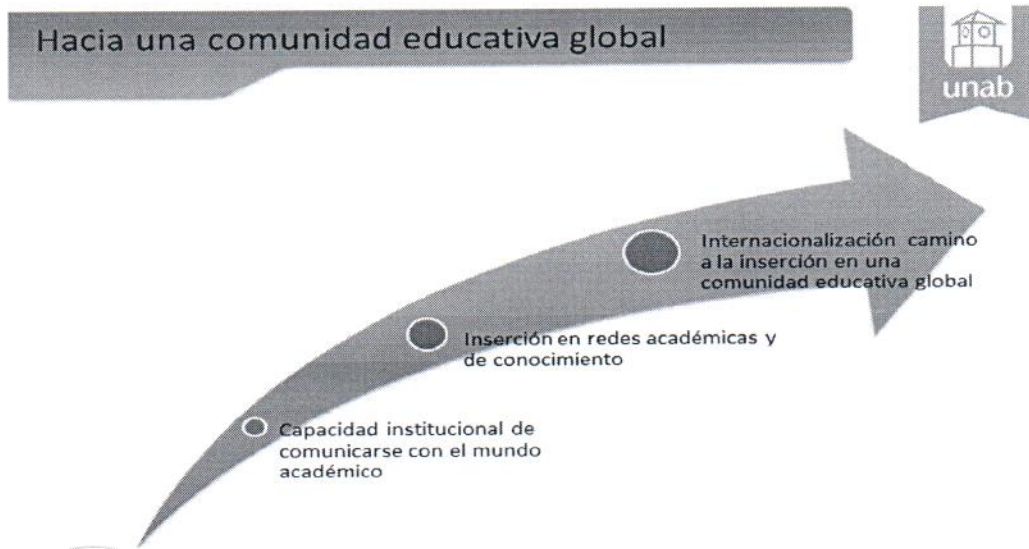 Hacia una comunidad educativa global
unab
Internacionalización camino
a la inserción en una
comunidad educativa global
Inserción en redes académicas y
de conocimiento
Capacidad institucional de
comunicarse con el mundo
académico